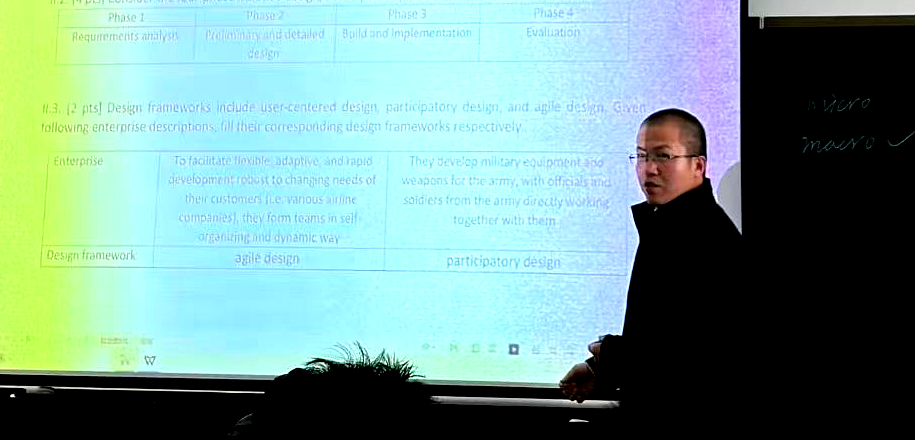 Phase 1 Phase 2 Phase 3 Phase 4
Requirements analysis Preliminary and detailed design Build and Implementation Evaluation
II.3. [2 pts] Design frameworks include user-centered design, participatory design, and agile design. Given
following enterprise descriptions, fill their corresponding design frameworks respectively.
Enterprise
To facilitate flexible, adaptive, and rapid
development robust to changing needs of
their customers (i.e. various airline
companies), they form teams in self-
organizing and dynamic way
They develop military equipment and
weapons for the army, with officials and
soldiers from the army directly working
together with them
Design framework agile design participatory design
micro
macro ✓
W